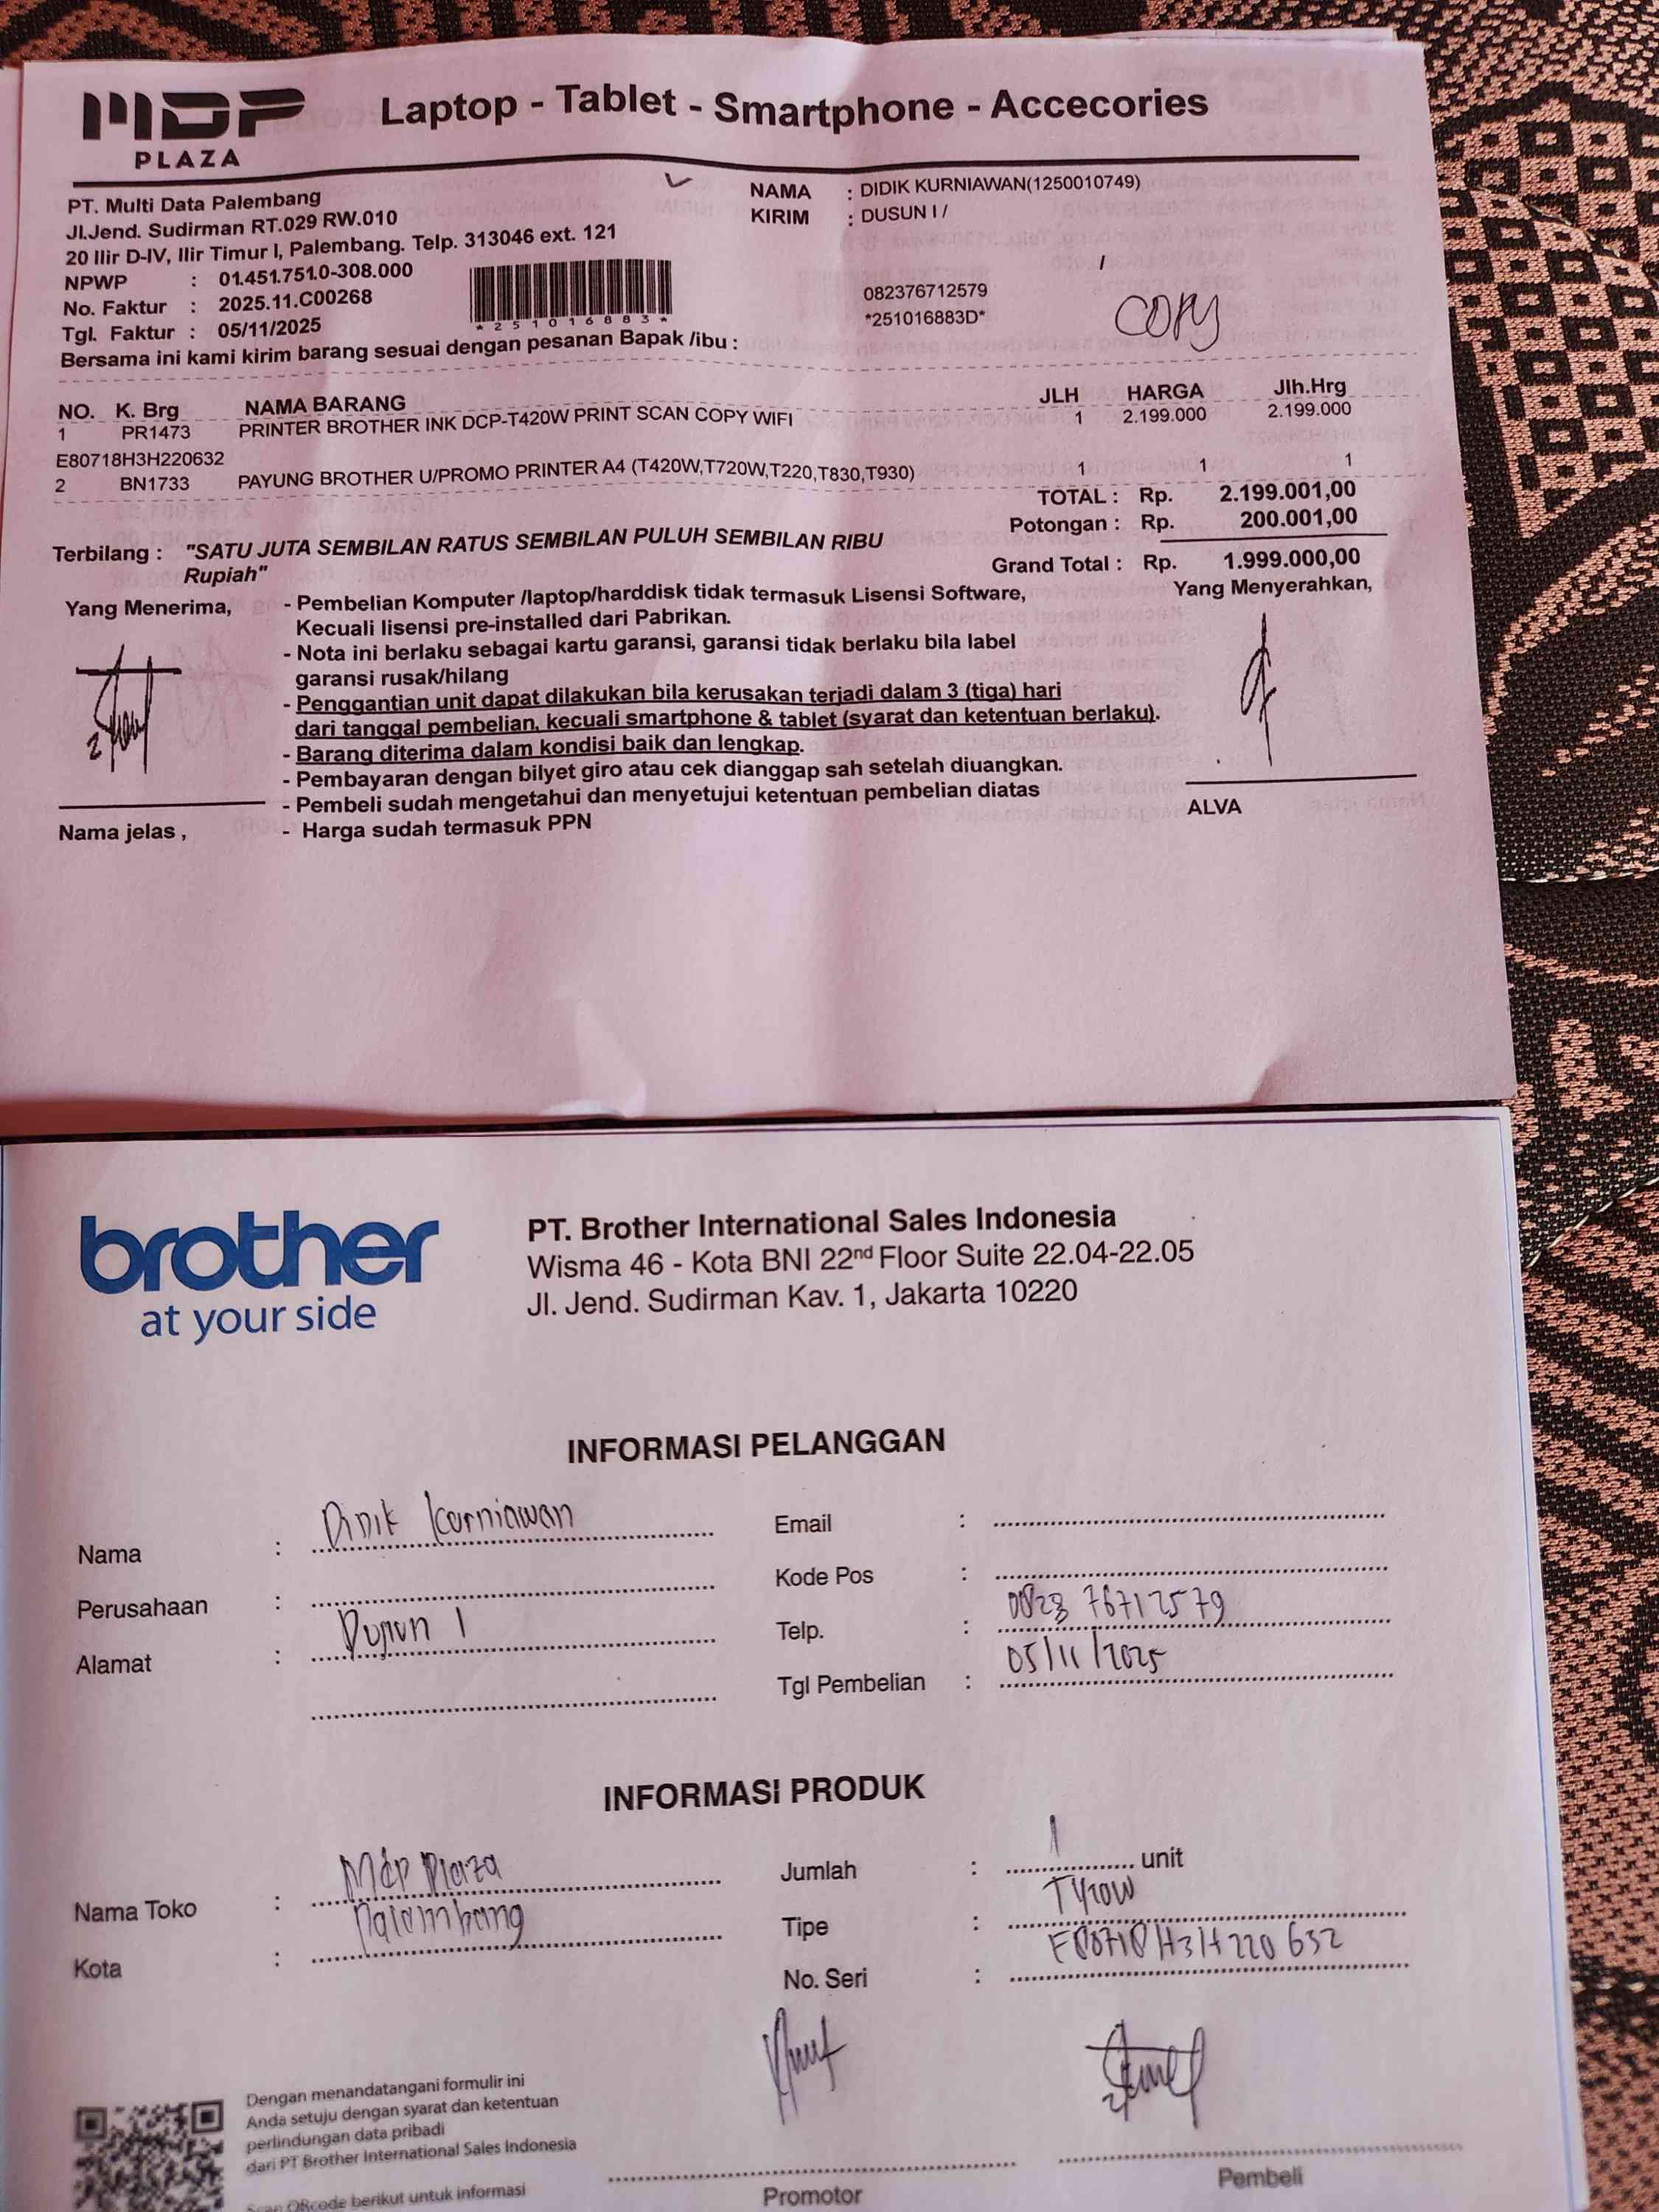 MDP Laptop - Tablet - Smartphone - Accecories
PLAZA
PT. Multi Data Palembang
Jl.Jend. Sudirman RT.029 RW.010
20 Ilir D-IV, Ilir Timur I, Palembang. Telp. 313046 ext. 121
NPWP : 01.451.751.0-308.000
No. Faktur : 2025.11.C00268
Tgl. Faktur : 05/11/2025
*251016883*
NAMA : DIDIK KURNIAWAN(1250010749)
KIRIM : DUSUN I /
/
082376712579
*251016883D*
COPY
Bersama ini kami kirim barang sesuai dengan pesanan Bapak /ibu :
NO. K. Brg NAMA BARANG JLH HARGA Jlh.Hrg
1 PR1473 PRINTER BROTHER INK DCP-T420W PRINT SCAN COPY WIFI 1 2.199.000 2.199.000
E80718H3H220632
2 BN1733 PAYUNG BROTHER U/PROMO PRINTER A4 (T420W,T720W,T220,T830,T930) 1 1 1
TOTAL : Rp. 2.199.001,00
Potongan : Rp. 200.001,00
Grand Total : Rp. 1.999.000,00
Terbilang : "SATU JUTA SEMBILAN RATUS SEMBILAN PULUH SEMBILAN RIBU
Rupiah"
Yang Menerima,
- Pembelian Komputer /laptop/harddisk tidak termasuk Lisensi Software,
Kecuali lisensi pre-installed dari Pabrikan.
- Nota ini berlaku sebagai kartu garansi, garansi tidak berlaku bila label
garansi rusak/hilang
- Penggantian unit dapat dilakukan bila kerusakan terjadi dalam 3 (tiga) hari
dari tanggal pembelian, kecuali smartphone & tablet (syarat dan ketentuan berlaku).
- Barang diterima dalam kondisi baik dan lengkap.
- Pembayaran dengan bilyet giro atau cek dianggap sah setelah diuangkan.
- Pembeli sudah mengetahui dan menyetujui ketentuan pembelian diatas
- Harga sudah termasuk PPN
Yang Menyerahkan,
ALVA
Nama jelas ,
brother
at your side
PT. Brother International Sales Indonesia
Wisma 46 - Kota BNI 22nd Floor Suite 22.04-22.05
Jl. Jend. Sudirman Kav. 1, Jakarta 10220
INFORMASI PELANGGAN
Nama : Didik Kurniawan
Perusahaan :
Alamat : Dusun 1
Email :
Kode Pos :
Telp. : 0823 76712579
Tgl Pembelian : 05/11/2025
INFORMASI PRODUK
Nama Toko : Mdp Plaza
Kota : Palembang
Jumlah : 1 unit
Tipe : T420W
No. Seri : E80718H3H220632
Dengan menandatangani formulir ini
Anda setuju dengan syarat dan ketentuan
perlindungan data pribadi
dari PT Brother International Sales Indonesia
Scan QRcode berikut untuk informasi
Promotor
Pembeli